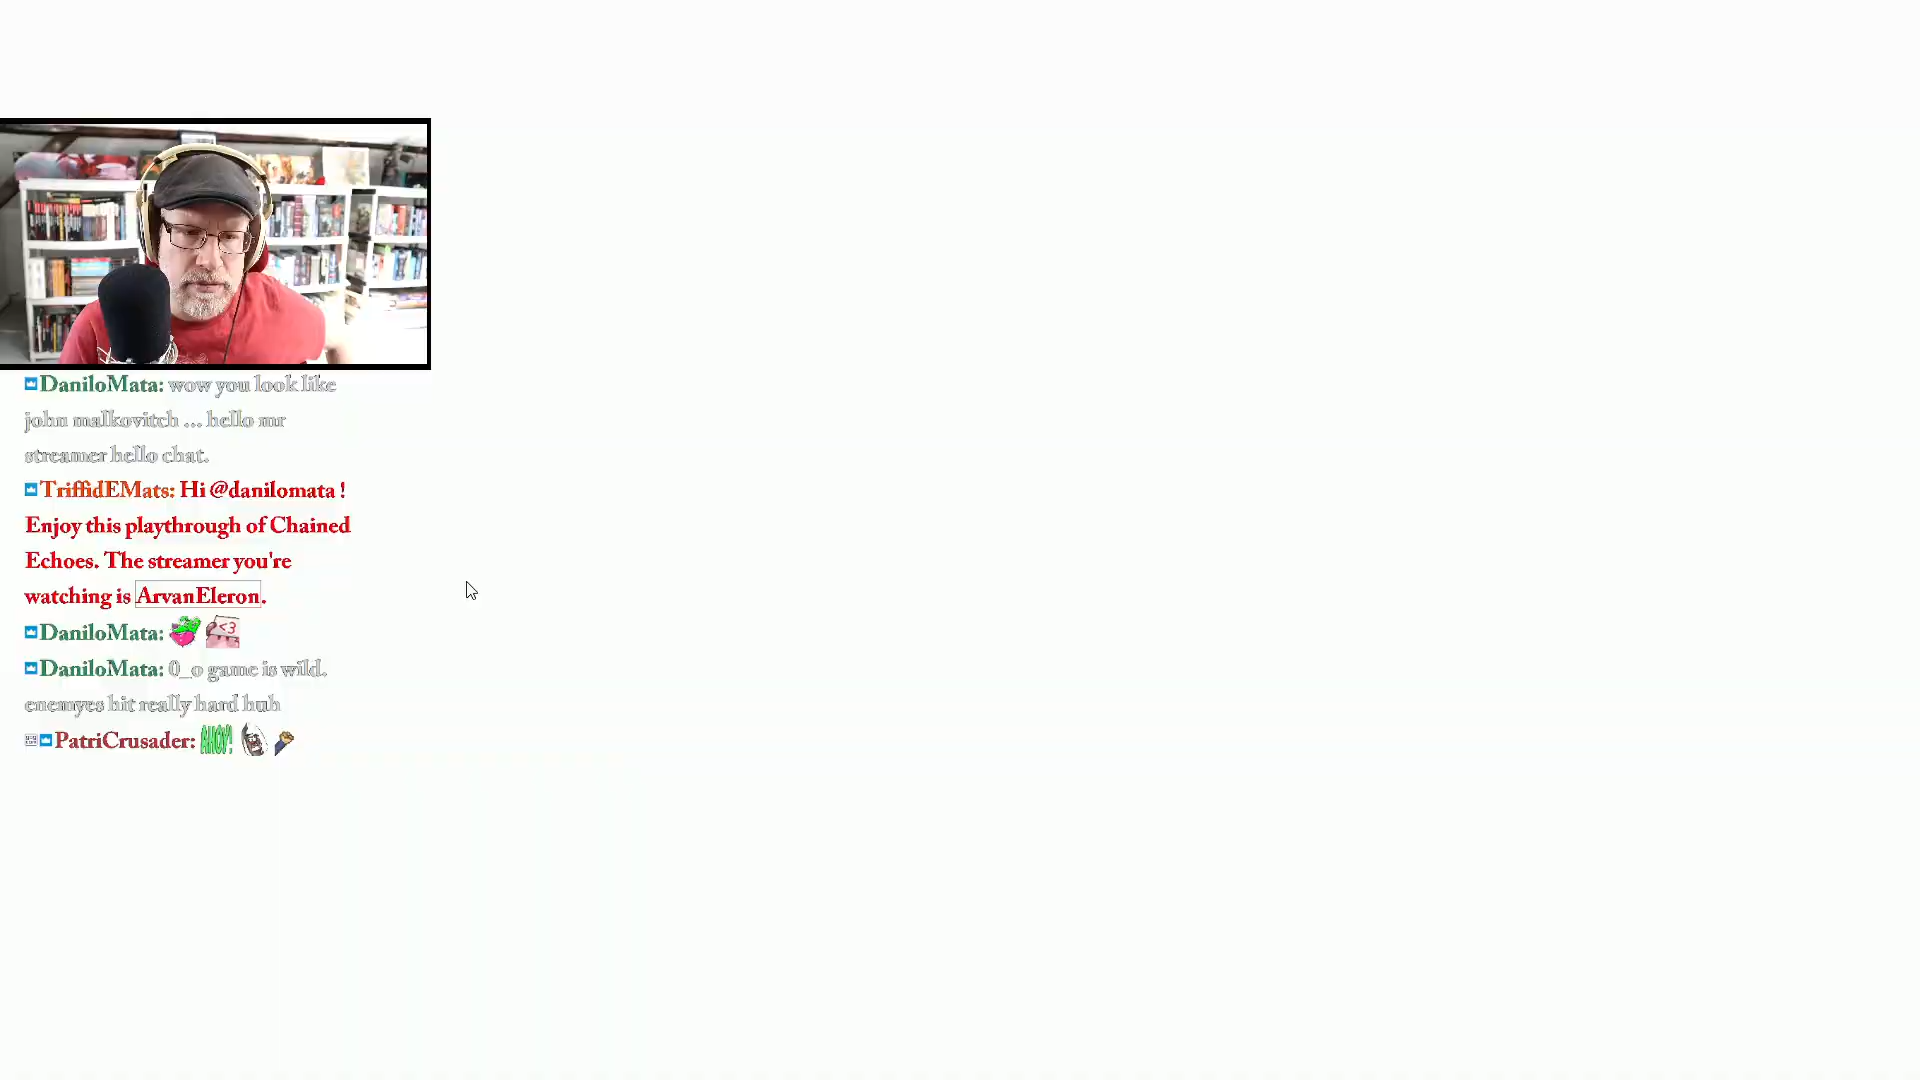 DaniloMata: wow you look like
john malkovitch ... hello mr
streamer hello chat.
TriffidEMats: Hi @danilomata !
Enjoy this playthrough of Chained
Echoes. The streamer you're
watching is ArvanEleron.
DaniloMata: <3
DaniloMata: 0_o game is wild.
enemyes hit really hard huh
PatriCrusader: AHOY!